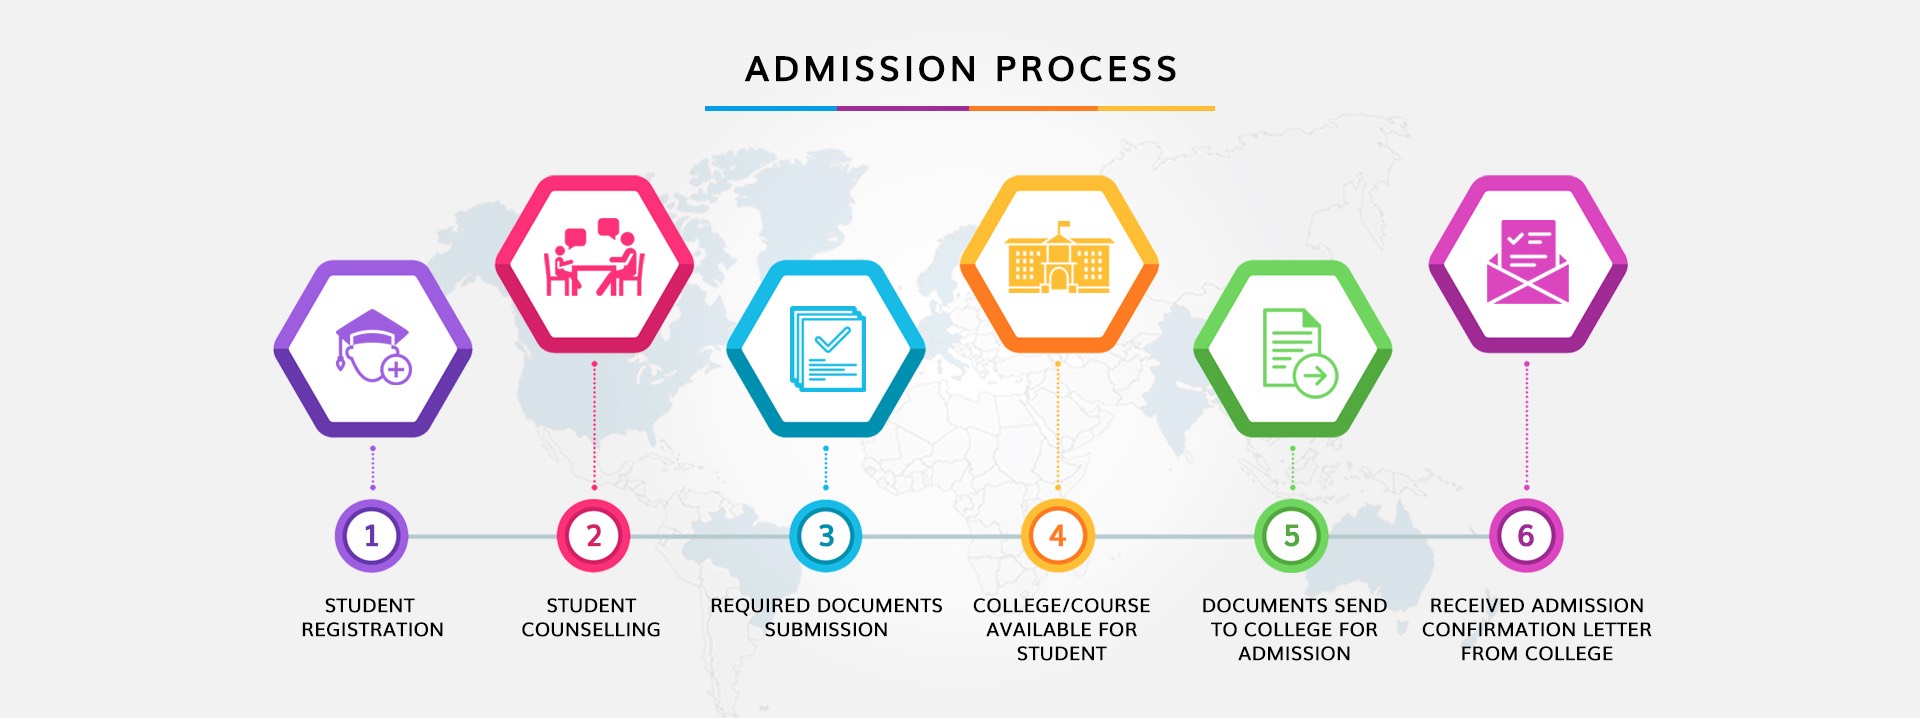 ADMISSION PROCESS
1
2
3
4
5
6
STUDENT
REGISTRATION
STUDENT
COUNSELLING
REQUIRED DOCUMENTS
SUBMISSION
COLLEGE/COURSE
AVAILABLE FOR
STUDENT
DOCUMENTS SEND
TO COLLEGE FOR
ADMISSION
RECEIVED ADMISSION
CONFIRMATION LETTER
FROM COLLEGE